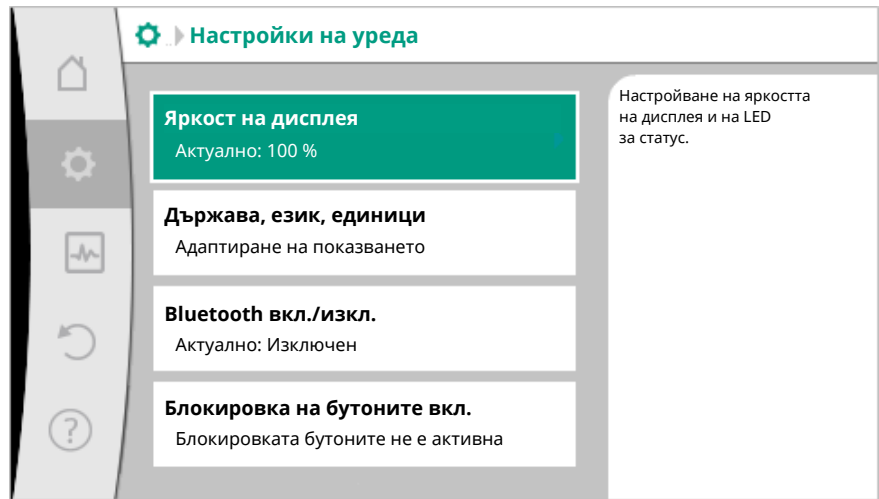 Настройки на уреда
Яркост на дисплея
Актуално: 100 %
Държава, език, единици
Адаптиране на показването
Bluetooth вкл./изкл.
Актуално: Изключен
Блокировка на бутоните вкл.
Блокировката бутоните не е активна
Настройване на яркостта
на дисплея и на LED
за статус.
?